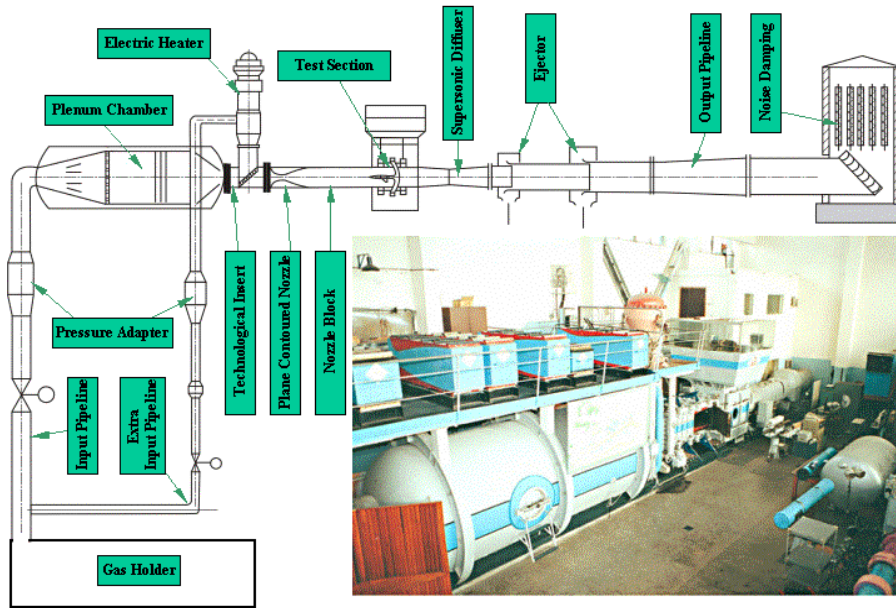 Electric Heater
Test Section
Plenum Chamber
Supersonic Diffuser
Ejector
Output Pipeline
Noise Damping
Pressure Adapter
Technological Insert
Plane Contoured Nozzle
Nozzle Block
Input Pipeline
Extra
Input Pipeline
Gas Holder